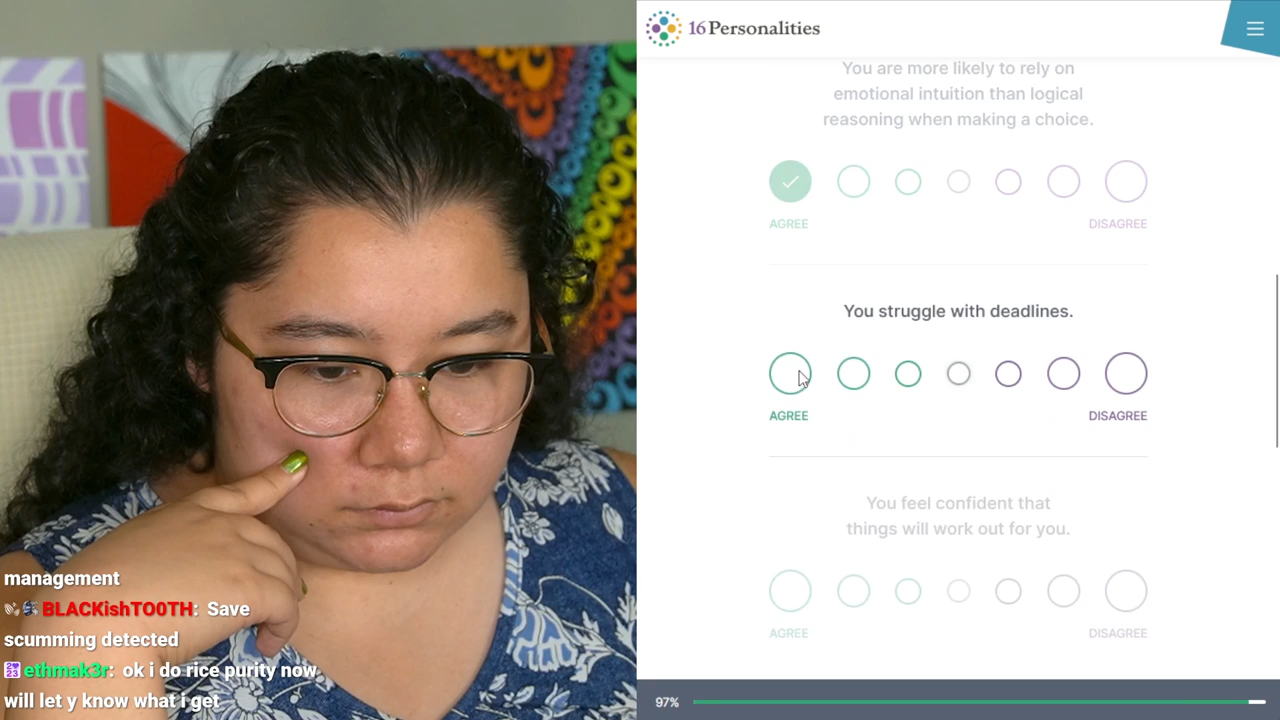 16Personalities
You are more likely to rely on
emotional intuition than logical
reasoning when making a choice.
AGREE
DISAGREE
You struggle with deadlines.
AGREE
DISAGREE
You feel confident that
things will work out for you.
AGREE
DISAGREE
97%
management
BLACKishTO0TH: Save
scumming detected
ethmak3r: ok i do rice purity now
will let y know what i get